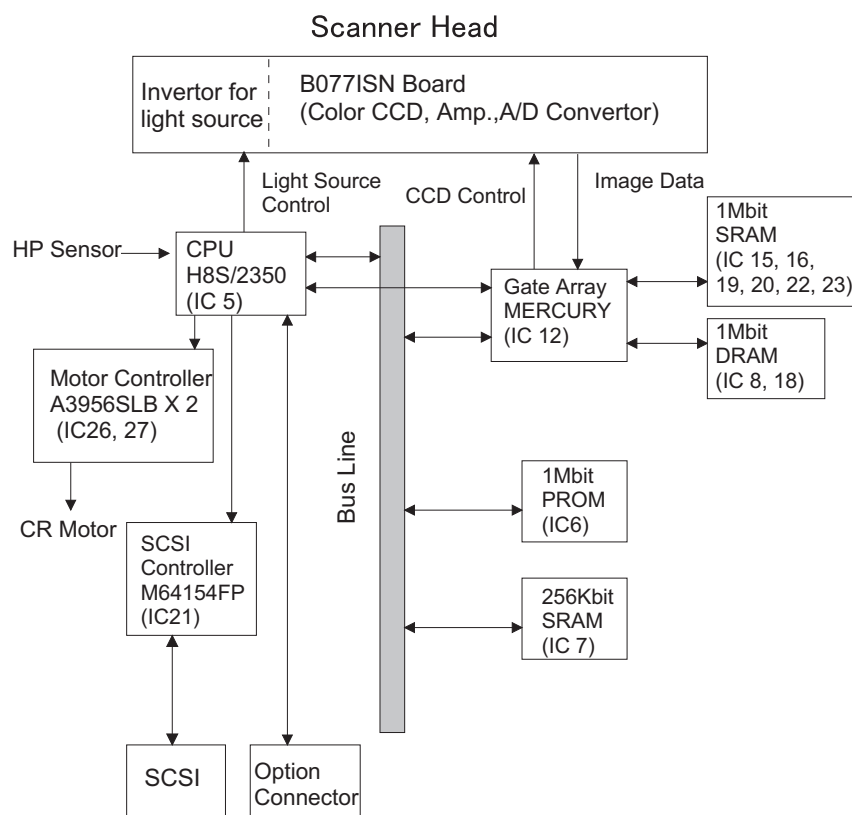 Scanner Head
Invertor for
light source
B077ISN Board
(Color CCD, Amp.,A/D Convertor)
Light Source
Control
CCD Control
Image Data
HP Sensor
CPU
H8S/2350
(IC 5)
Gate Array
MERCURY
(IC 12)
1Mbit
SRAM
(IC 15, 16,
19, 20, 22, 23)
1Mbit
DRAM
(IC 8, 18)
Motor Controller
A3956SLB X 2
(IC26, 27)
CR Motor
Bus Line
1Mbit
PROM
(IC6)
SCSI
Controller
M64154FP
(IC21)
256Kbit
SRAM
(IC 7)
SCSI
Option
Connector